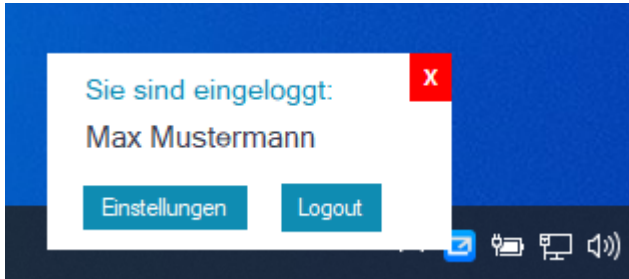 Sie sind eingeloggt:
X
Max Mustermann
Einstellungen
Logout